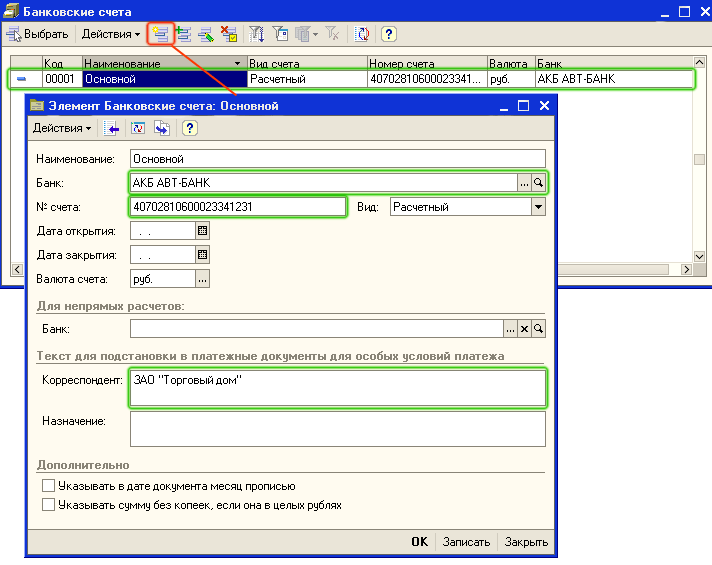 Банковские счета
Выбрать Действия
Код Наименование Вид счета Номер счета Валюта Банк
00001 Основной Расчетный 40702810600023341... руб. АКБ АВТ-БАНК
Элемент Банковские счета: Основной
Действия
Наименование: Основной
Банк: АКБ АВТ-БАНК ...
№ счета: 40702810600023341231 Вид: Расчетный
Дата открытия: . .
Дата закрытия: . .
Валюта счета: руб. ...
Для непрямых расчетов:
Банк: ... x
Текст для подстановки в платежные документы для особых условий платежа
Корреспондент: ЗАО "Торговый дом"
Назначение:
Дополнительно
Указывать в дате документа месяц прописью
Указывать сумму без копеек, если она в целых рублях
OK Записать Закрыть